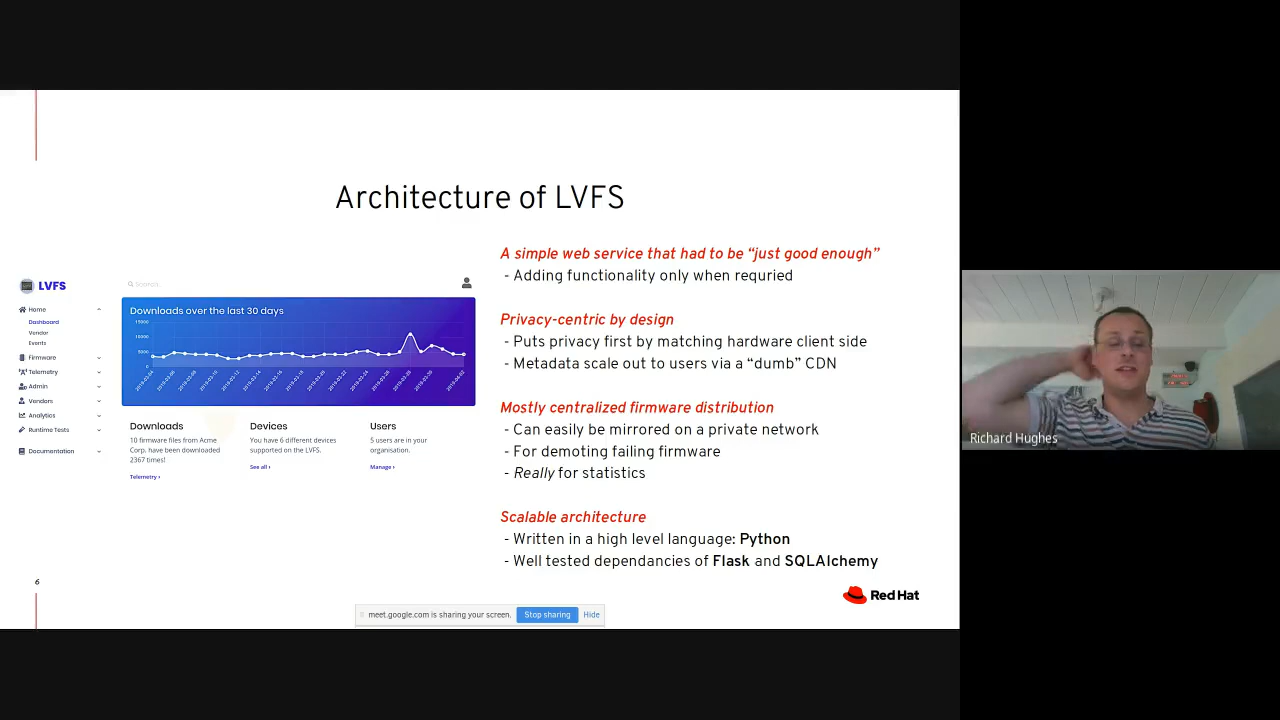 Architecture of LVFS
LVFS
Home
Dashboard
Vendor
Events
Firmware
Telemetry
Admin
Vendors
Analytics
Runtime Tests
Documentation
Search
Downloads over the last 30 days
15000
10000
5000
0
Downloads
10 firmware files from Acme
Corp. have been downloaded
2367 times!
Telemetry ›
Devices
You have 6 different devices
supported on the LVFS.
See all ›
Users
5 users are in your
organisation.
Manage ›
A simple web service that had to be “just good enough”
- Adding functionality only when requried
Privacy-centric by design
- Puts privacy first by matching hardware client side
- Metadata scale out to users via a “dumb” CDN
Mostly centralized firmware distribution
- Can easily be mirrored on a private network
- For demoting failing firmware
- Really for statistics
Scalable architecture
- Written in a high level language: Python
- Well tested dependancies of Flask and SQLAlchemy
6
Red Hat
meet.google.com is sharing your screen. Stop sharing Hide
Richard Hughes